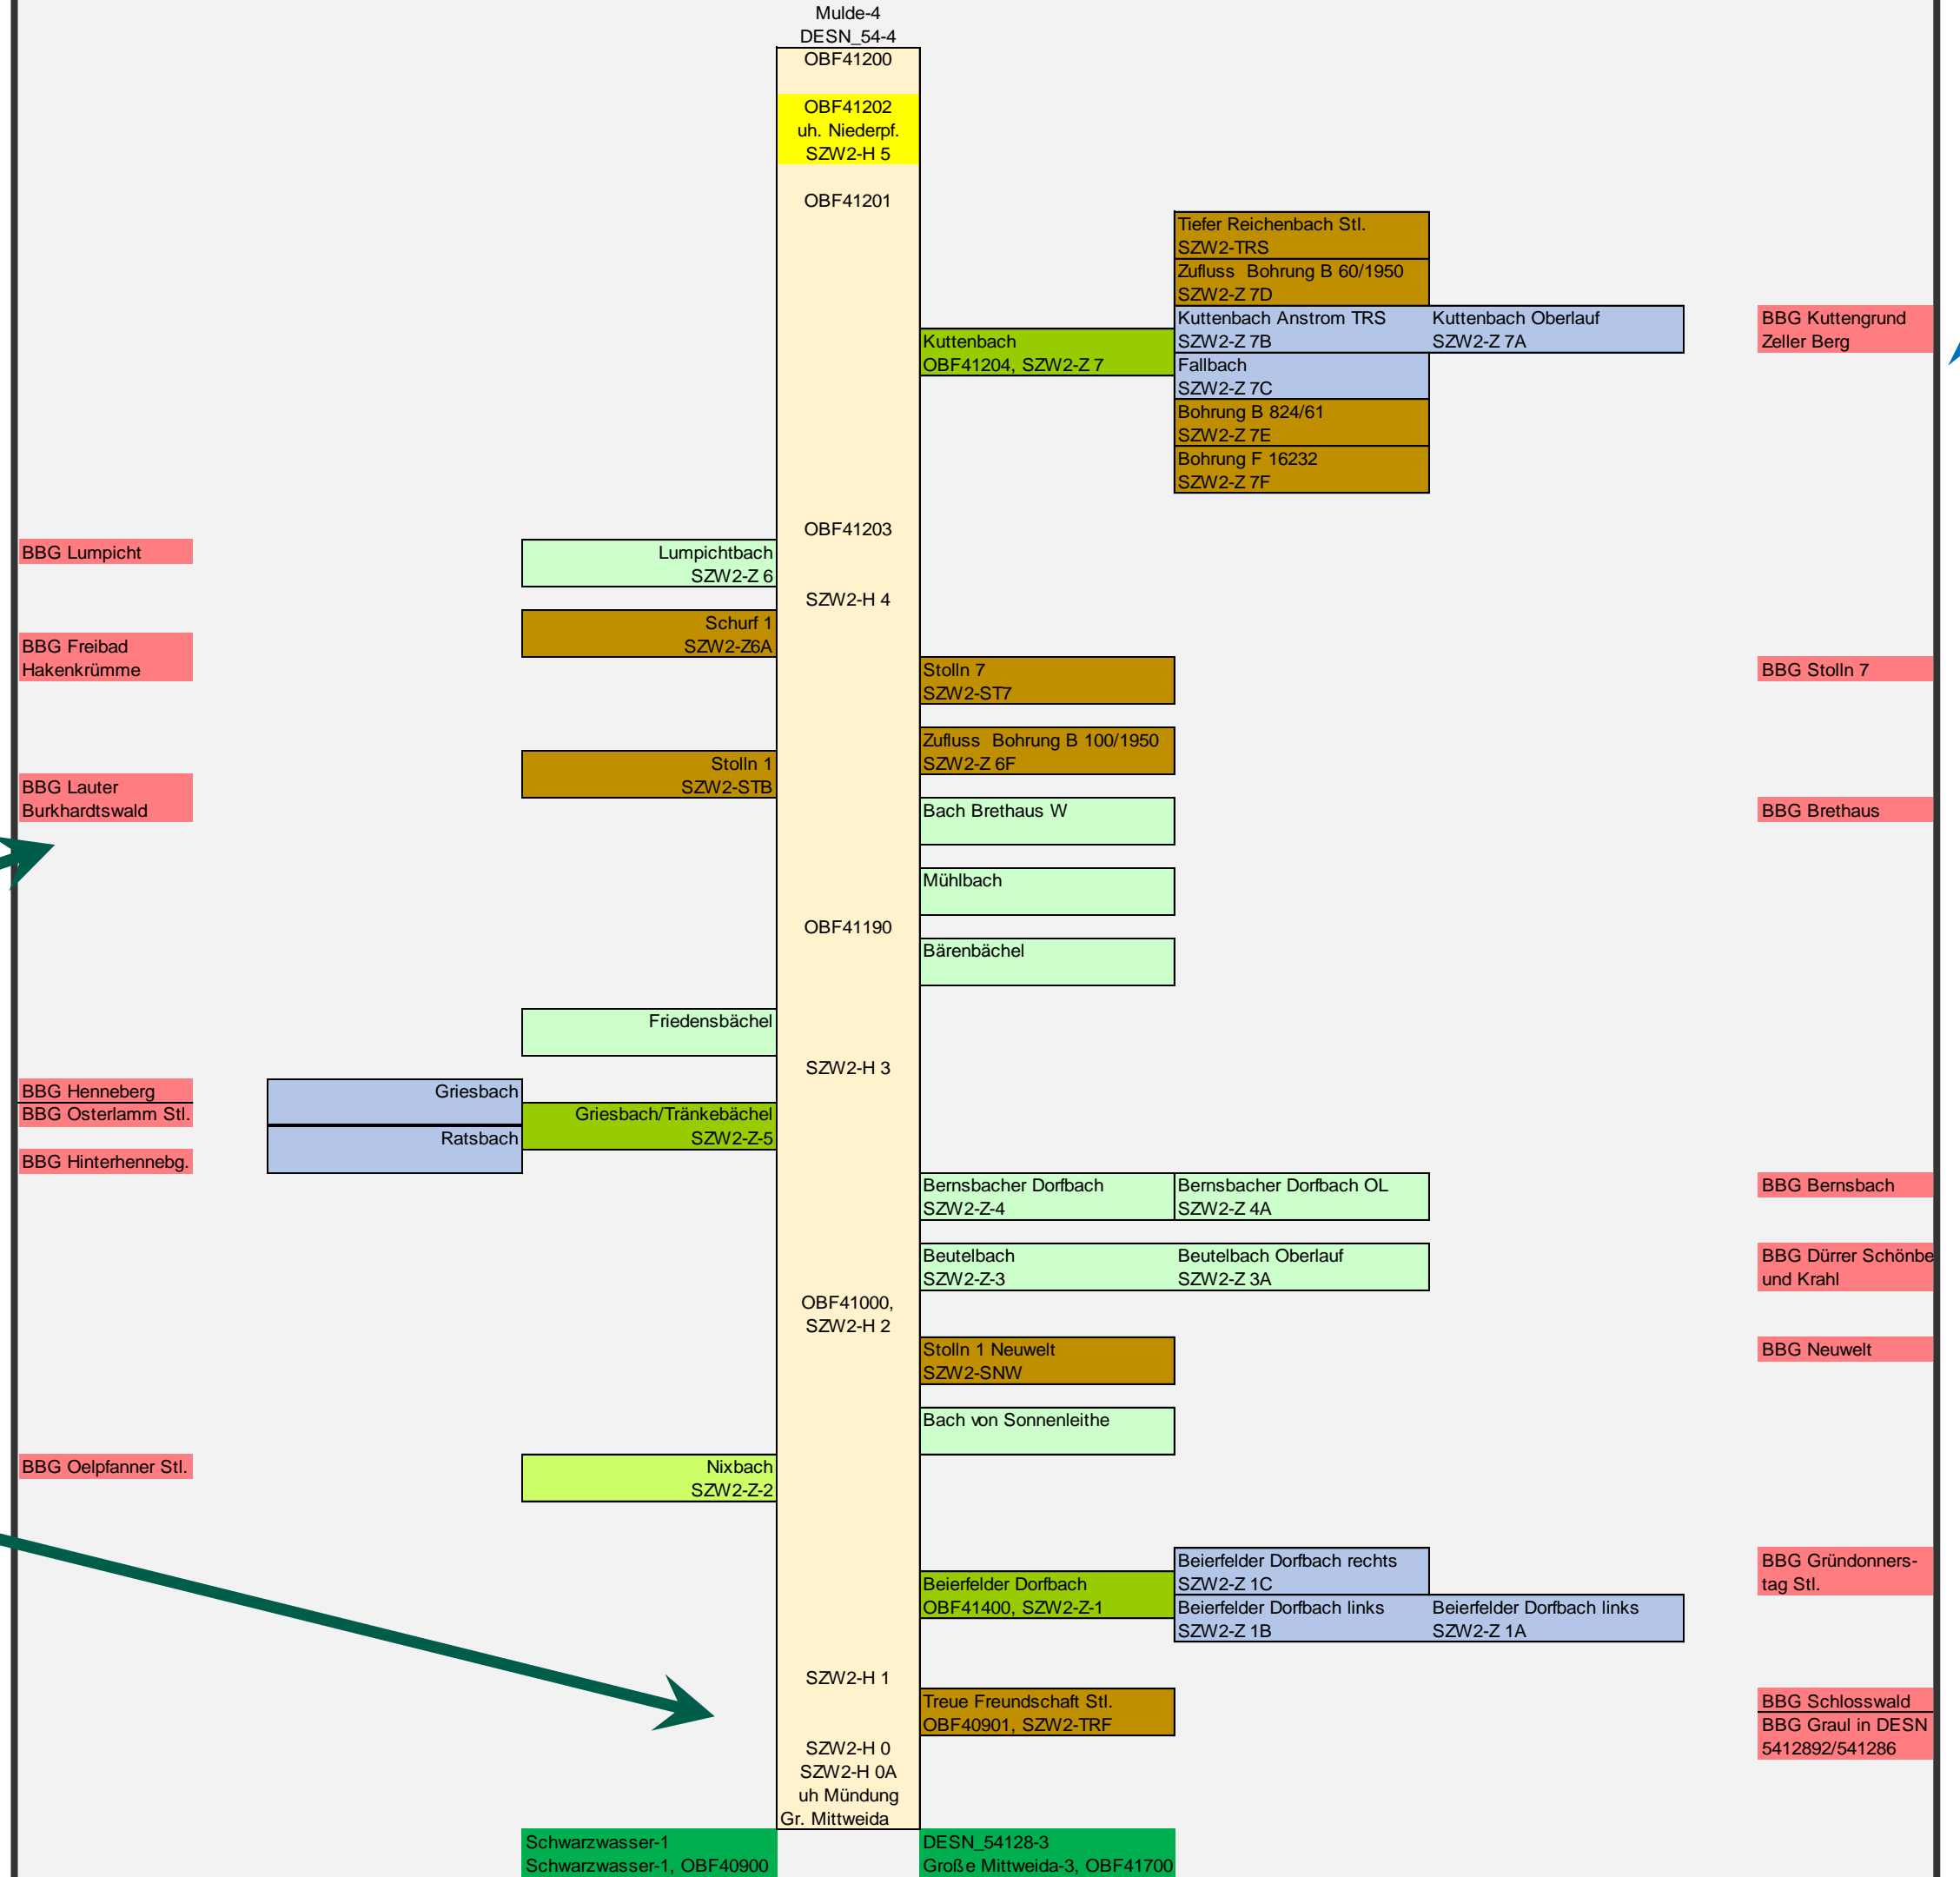 Mulde-4
DESN_54-4
OBF41200
OBF41202
uh. Niederpf.
SZW2-H 5
OBF41201
Tiefer Reichenbach Stl.
SZW2-TRS
Zufluss  Bohrung B 60/1950
SZW2-Z 7D
Kuttenbach Anstrom TRS
SZW2-Z 7B
Kuttenbach Oberlauf
SZW2-Z 7A
BBG Kuttengrund
Zeller Berg
Kuttenbach
OBF41204, SZW2-Z 7
Fallbach
SZW2-Z 7C
Bohrung B 824/61
SZW2-Z 7E
Bohrung F 16232
SZW2-Z 7F
OBF41203
BBG Lumpicht
Lumpichtbach
SZW2-Z 6
SZW2-H 4
Schurf 1
SZW2-Z6A
BBG Freibad
Hakenkrümme
Stolln 7
SZW2-ST7
BBG Stolln 7
Zufluss  Bohrung B 100/1950
SZW2-Z 6F
Stolln 1
SZW2-STB
BBG Lauter
Burkhardtswald
Bach Brethaus W
BBG Brethaus
Mühlbach
OBF41190
Bärenbächel
Friedensbächel
SZW2-H 3
BBG Henneberg
BBG Osterlamm Stl.
BBG Hinterhennebg.
Griesbach
Ratsbach
Griesbach/Tränkebächel
SZW2-Z-5
Bernsbacher Dorfbach
SZW2-Z-4
Bernsbacher Dorfbach OL
SZW2-Z 4A
BBG Bernsbach
Beutelbach
SZW2-Z-3
Beutelbach Oberlauf
SZW2-Z 3A
BBG Dürrer Schönbe
und Krahl
OBF41000,
SZW2-H 2
Stolln 1 Neuwelt
SZW2-SNW
BBG Neuwelt
Bach von Sonnenleithe
BBG Oelpfanner Stl.
Nixbach
SZW2-Z-2
Beierfelder Dorfbach
OBF41400, SZW2-Z-1
Beierfelder Dorfbach rechts
SZW2-Z 1C
Beierfelder Dorfbach links
SZW2-Z 1B
Beierfelder Dorfbach links
SZW2-Z 1A
BBG Gründonners-
tag Stl.
SZW2-H 1
Treue Freundschaft Stl.
OBF40901, SZW2-TRF
BBG Schlosswald
BBG Graul in DESN
5412892/541286
SZW2-H 0
SZW2-H 0A
uh Mündung
Gr. Mittweida
Schwarzwasser-1
Schwarzwasser-1, OBF40900
DESN_54128-3
Große Mittweida-3, OBF41700